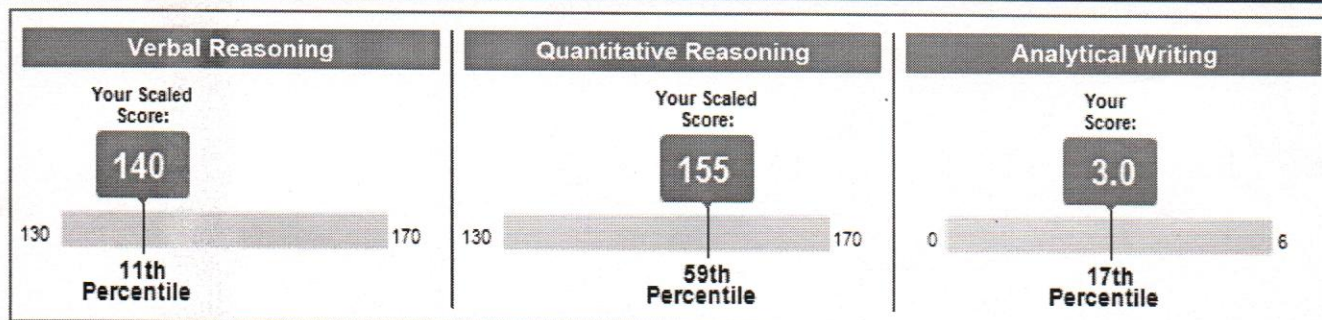 Verbal Reasoning
Your Scaled
Score:
140
130
170
11th
Percentile
Quantitative Reasoning
Your Scaled
Score:
155
130
170
59th
Percentile
Analytical Writing
Your
Score:
3.0
0
6
17th
Percentile